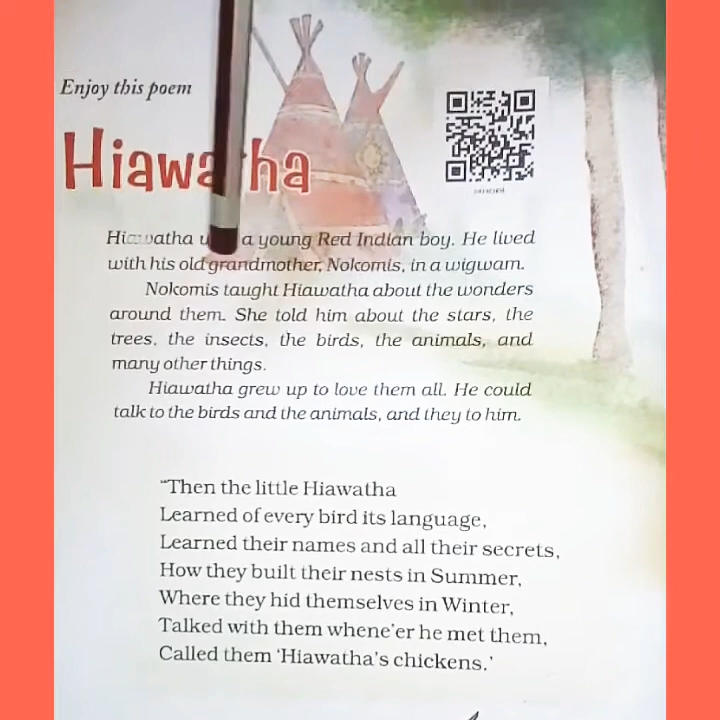 Enjoy this poem
Hiawatha
Hiawatha a young Red Indian boy. He lived
with his old grandmother, Nokomis, in a wigwam.
Nokomis taught Hiawatha about the wonders
around them. She told him about the stars, the
trees, the insects, the birds, the animals, and
many other things.
Hiawatha grew up to love them all. He could
talk to the birds and the animals, and they to him.
"Then the little Hiawatha
Learned of every bird its language,
Learned their names and all their secrets,
How they built their nests in Summer,
Where they hid themselves in Winter,
Talked with them whene'er he met them,
Called them 'Hiawatha's chickens.'